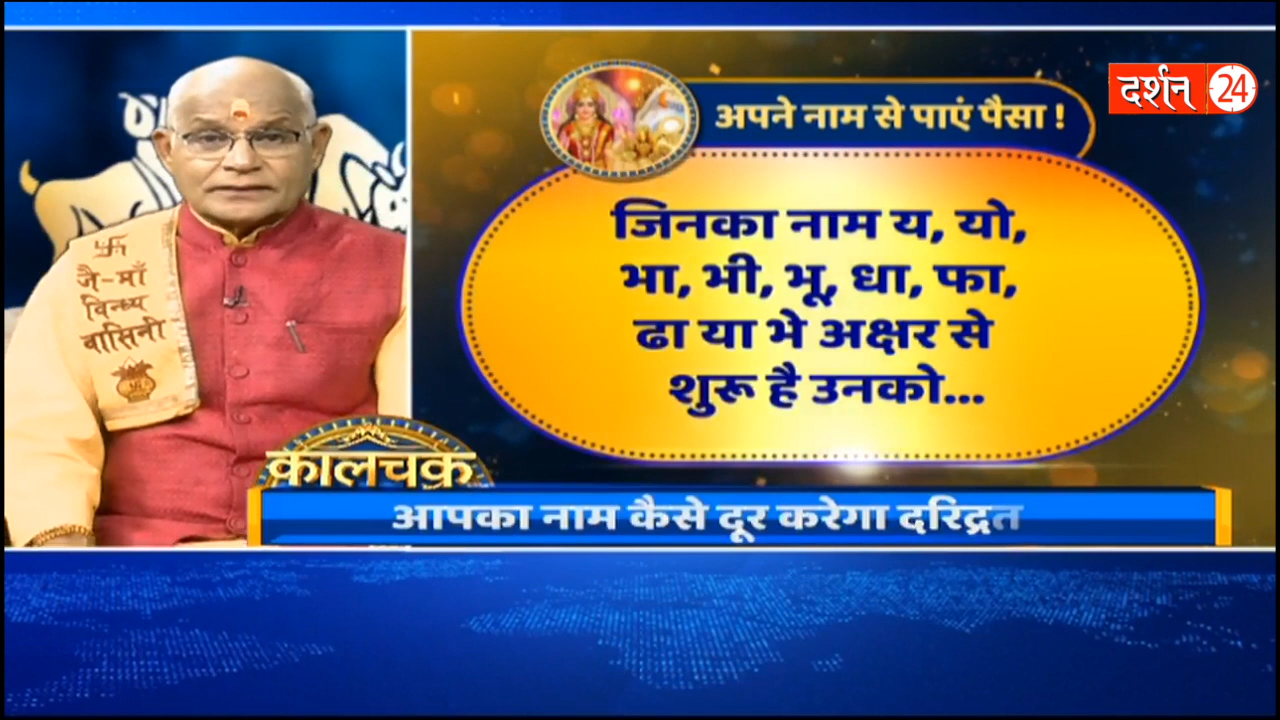 दर्शन 24
अपने नाम से पाएं पैसा !
जिनका नाम य, यो,
भा, भी, भू, धा, फा,
ढा या भे अक्षर से
शुरू है उनको...
जै-माँ
विन्ध्य
वासिनी
कालचक्र
आपका नाम कैसे दूर करेगा दरिद्रत